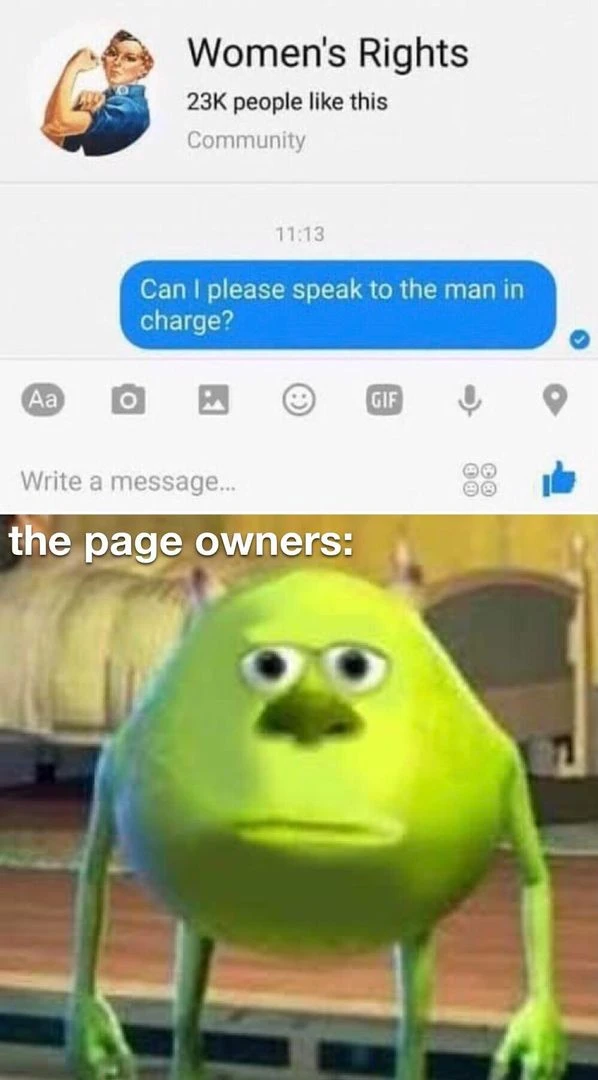 Women's Rights
23K people like this
Community
11:13
Can I please speak to the man in
charge?
Aa
GIF
Write a message...
the page owners: